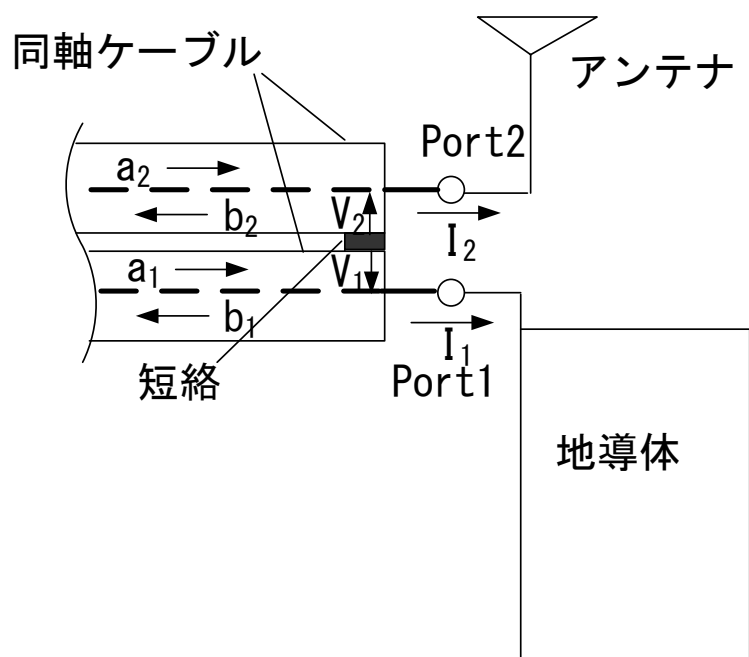 同軸ケーブル
アンテナ
Port2
a₂
b₂
V₂
I₂
a₁
V₁
b₁
I₁
短絡
Port1
地導体